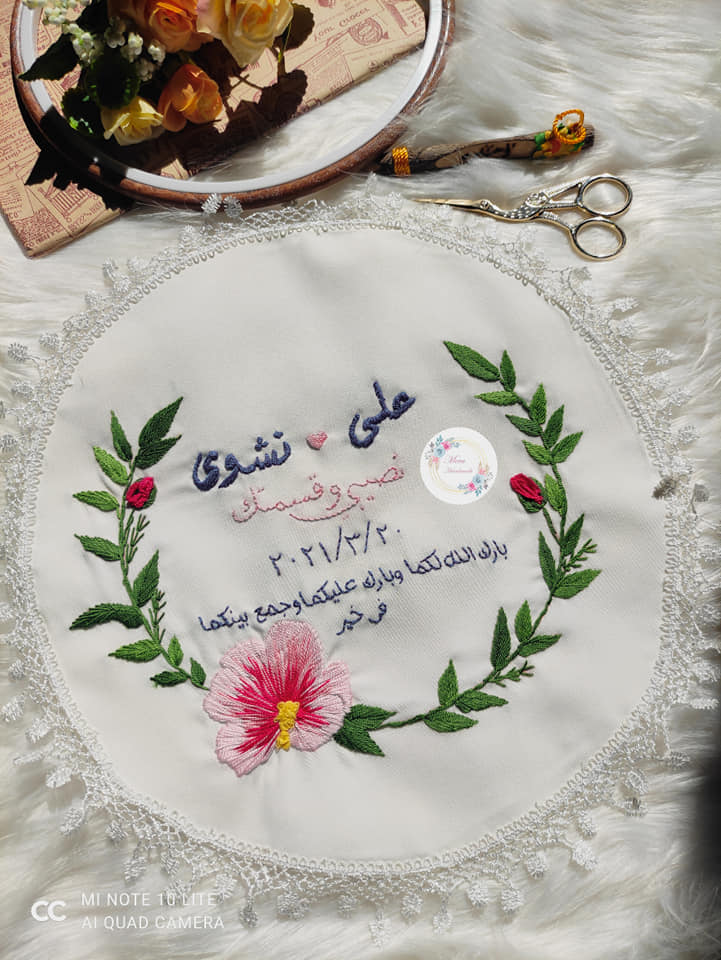 علي نشوى
نصيبي وقسمتك
٢٠٢١/٣/٢٠
بارك الله لكما وبارك عليكما وجمع بينكما
في خير
Mero
Handmade
MI NOTE 10 LITE
AI QUAD CAMERA